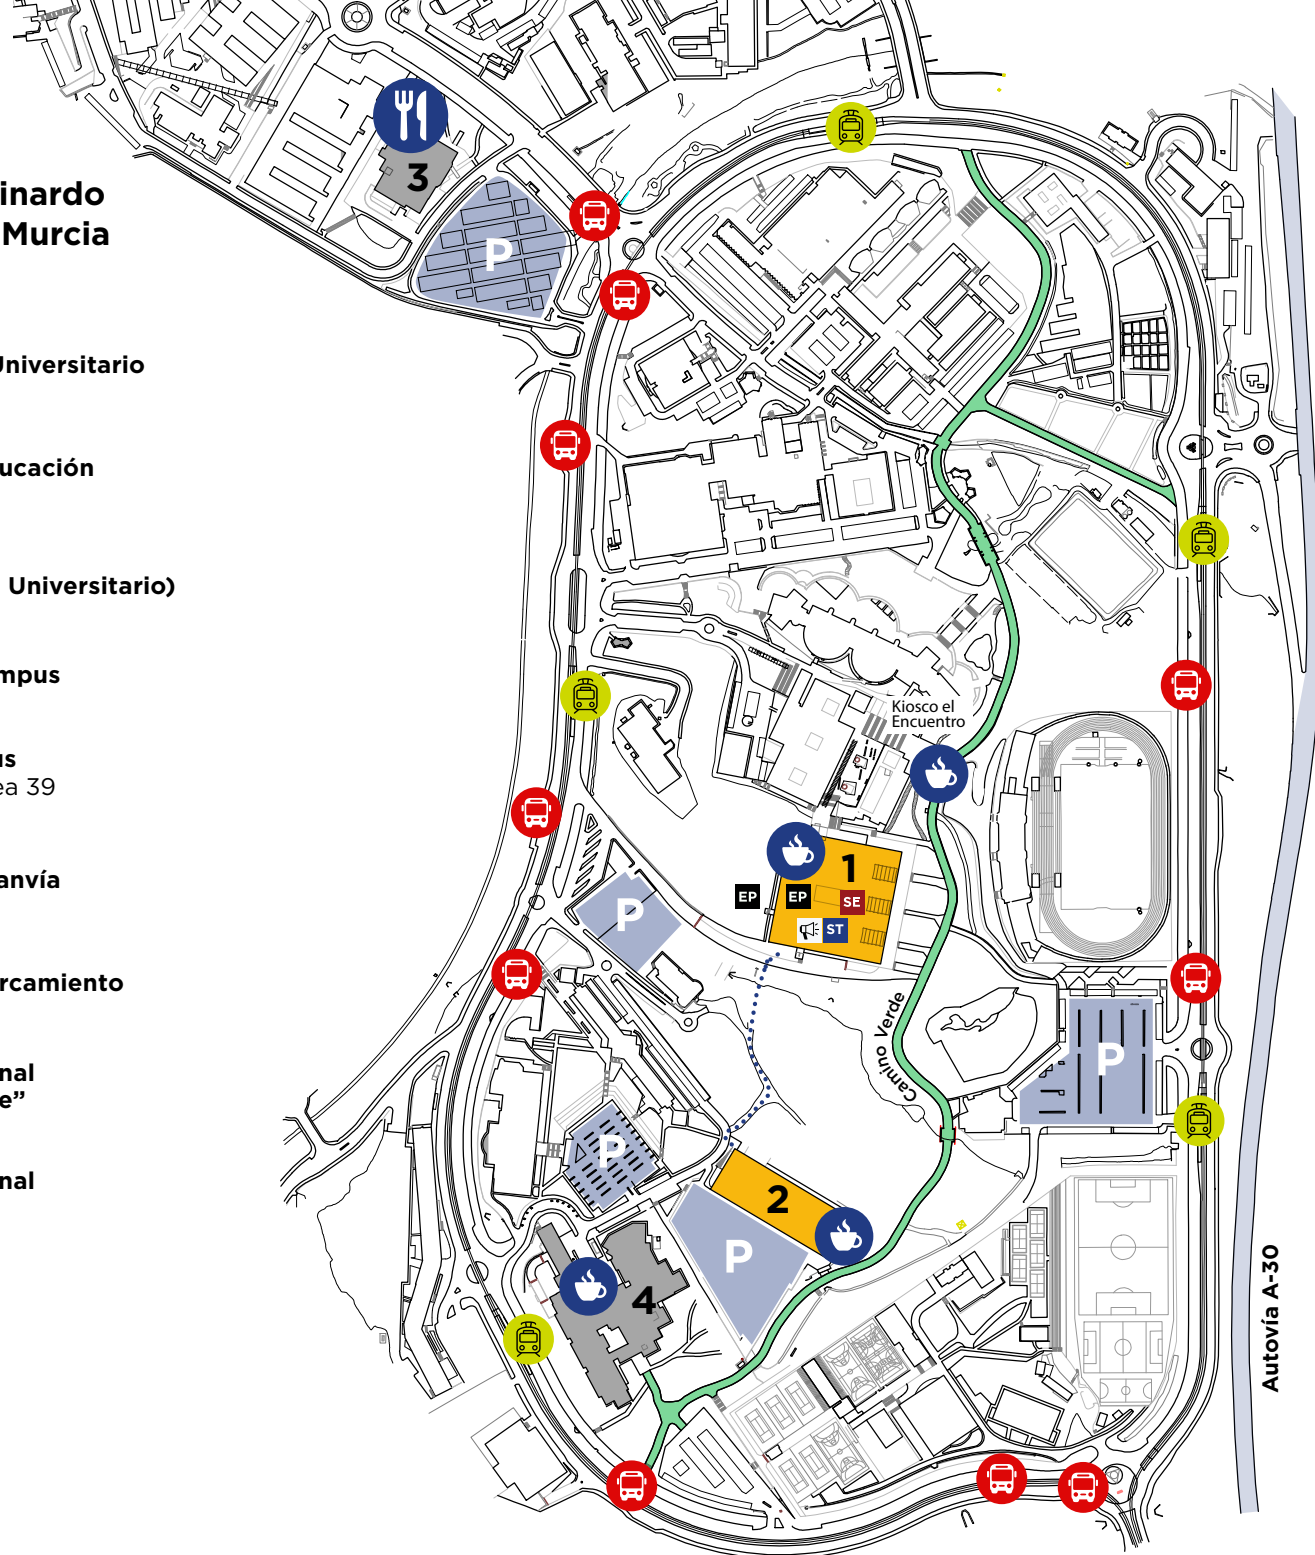 inardo
Murcia
Universitario
ucación
Universitario)
mpus
us
ea 39
anvía
rcamiento
nal
e”
nal
3
P
Kiosco el
Encuentro
1
EP
EP
SE
ST
P
Camino Verde
P
P
2
P
4
Autovía A-30